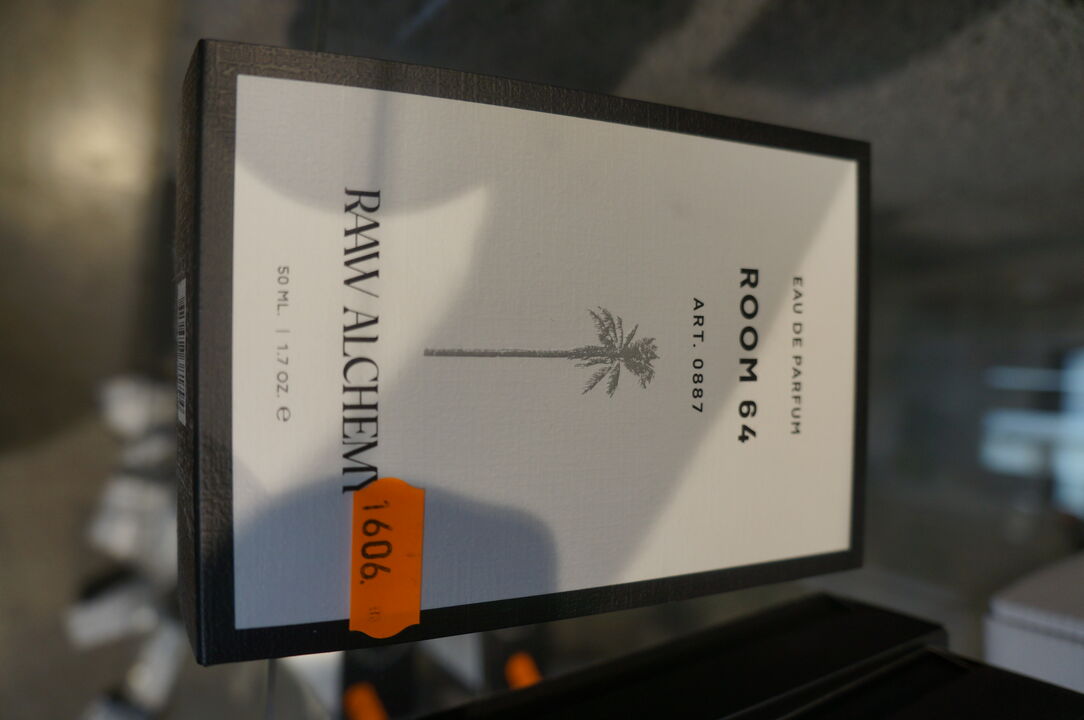 EAU DE PARFUM
ROOM 64
ART. 0887
RAAW ALCHEMY
1606.
50 ML. | 1.7 OZ. ℮